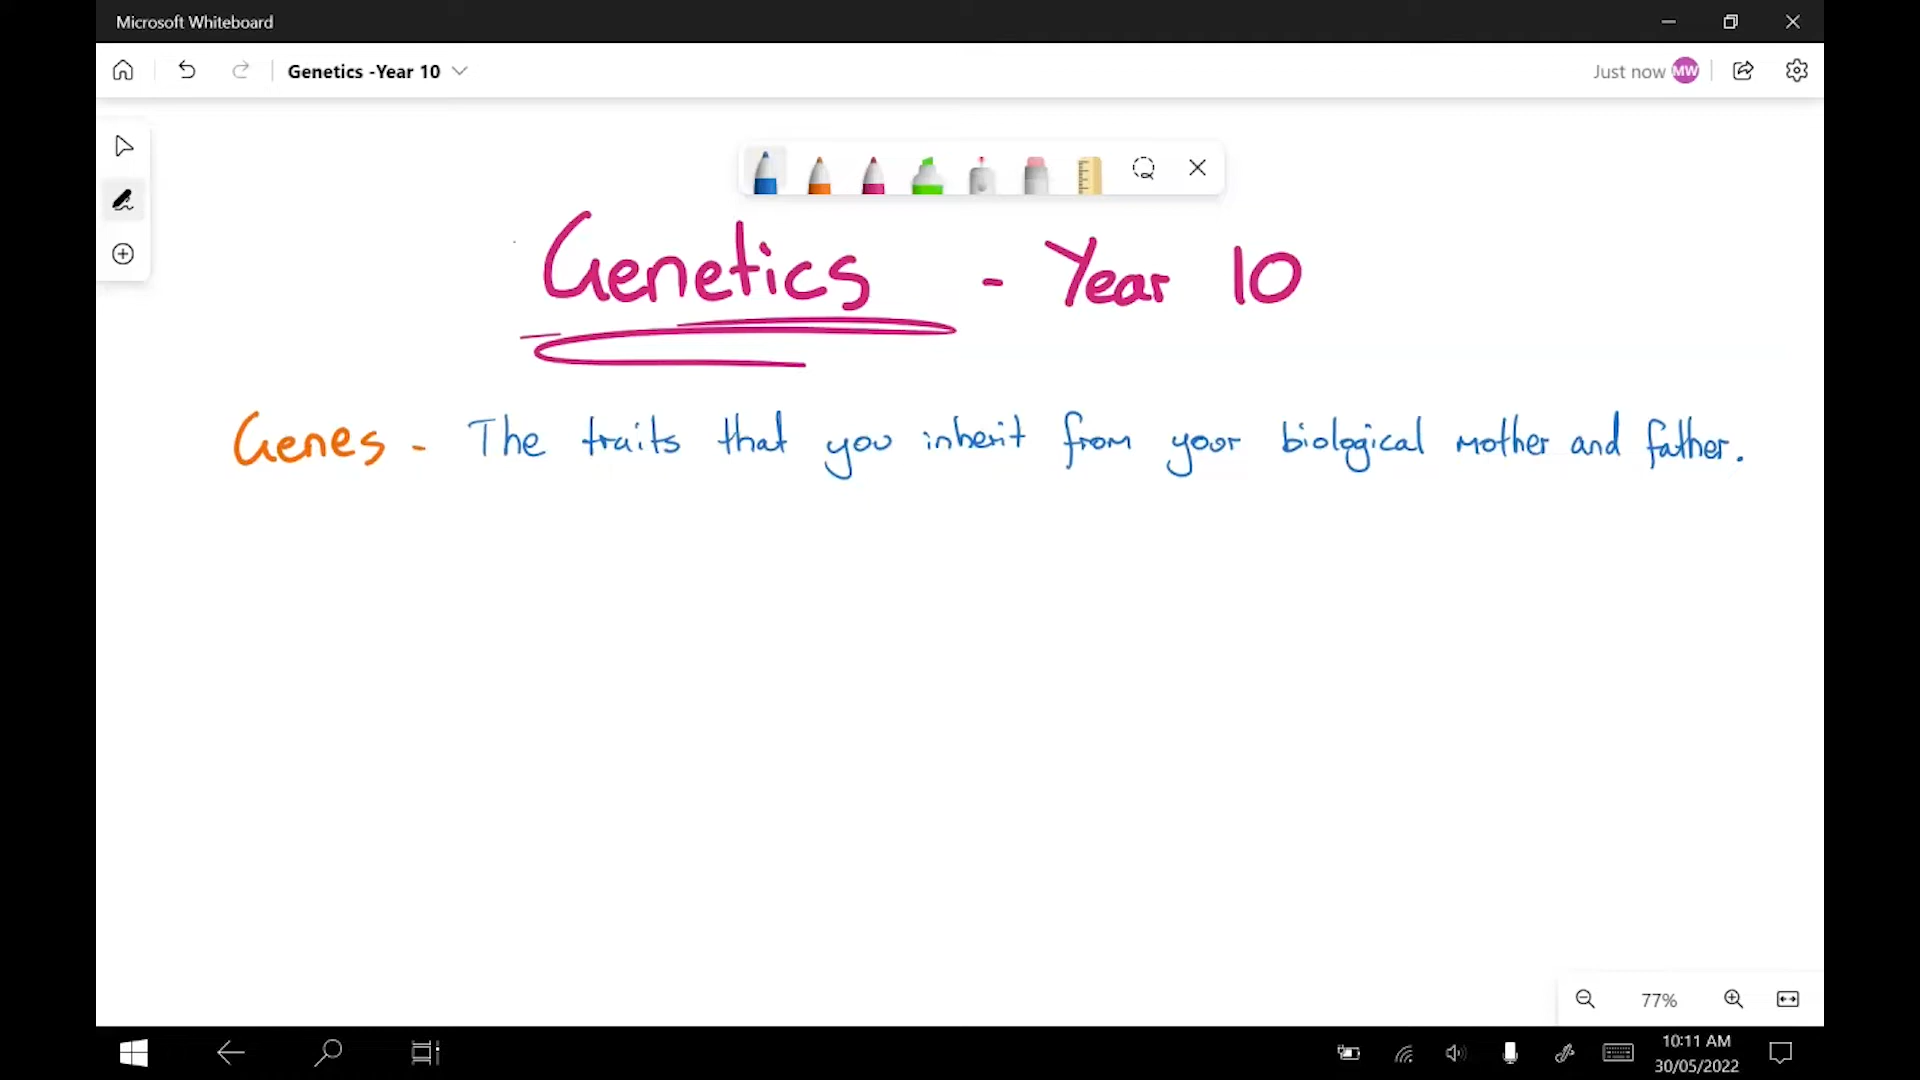 Microsoft Whiteboard
Genetics -Year 10
Just now MW
Genetics - Year 10
Genes - The traits that you inherit from your biological mother and father.
77%
10:11 AM
30/05/2022